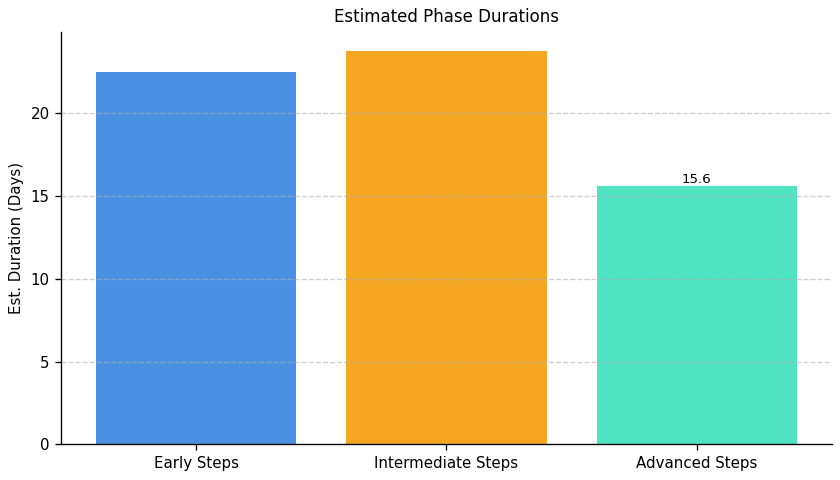 Estimated Phase Durations
Est. Duration (Days)
20
15
10
5
0
15.6
Early Steps
Intermediate Steps
Advanced Steps